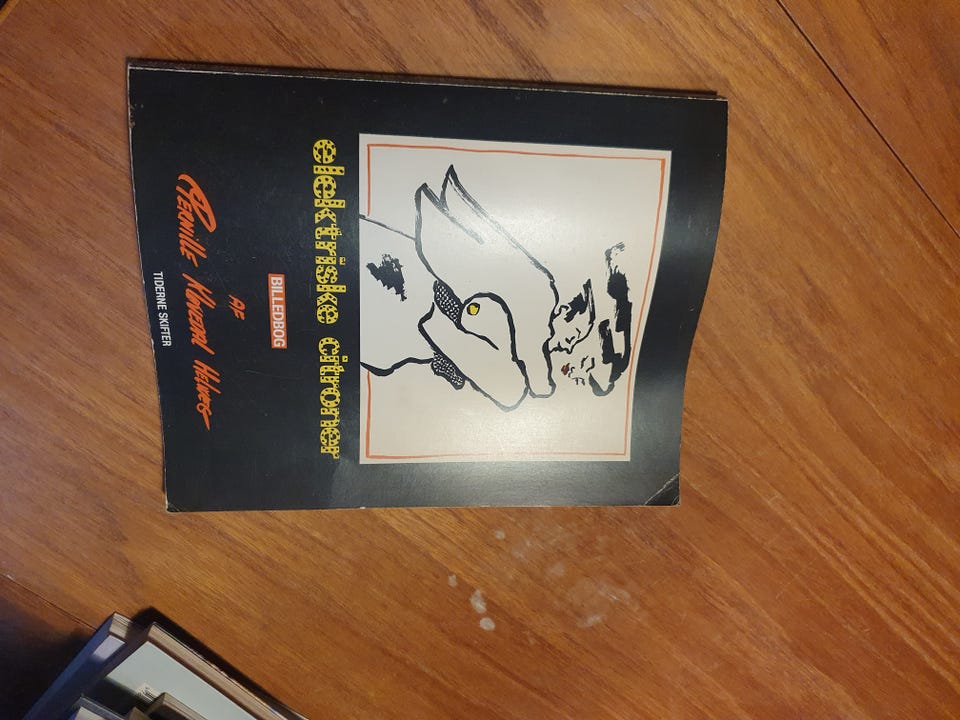 elektriske citroner
BILLEDBOG
AF
PERNILLE KLØVEDAL HELWEG
TIDERNE SKIFTER